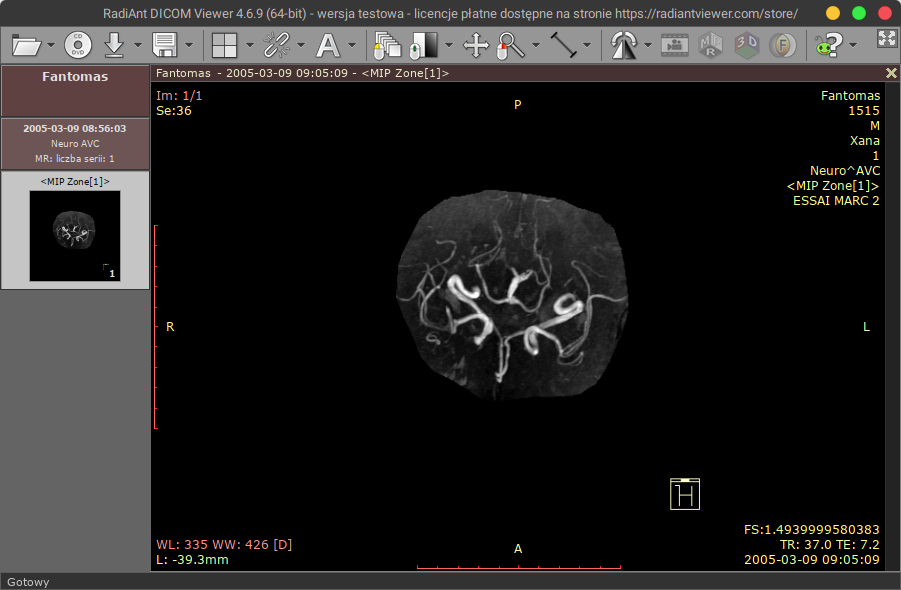 RadiAnt DICOM Viewer 4.6.9 (64-bit) - wersja testowa - licencje płatne dostępne na stronie https://radiantviewer.com/store/
CD
DVD
A
M
R
3D
F
?
Fantomas
2005-03-09 08:56:03
Neuro AVC
MR: liczba serii: 1
<MIP Zone[1]>
1
Fantomas - 2005-03-09 09:05:09 - <MIP Zone[1]>
Im: 1/1
Se:36
P
Fantomas
1515
M
Xana
1
Neuro^AVC
<MIP Zone[1]>
ESSAI MARC 2
R
L
H
WL: 335 WW: 426 [D]
L: -39.3mm
A
FS:1.4939999580383
TR: 37.0 TE: 7.2
2005-03-09 09:05:09
Gotowy